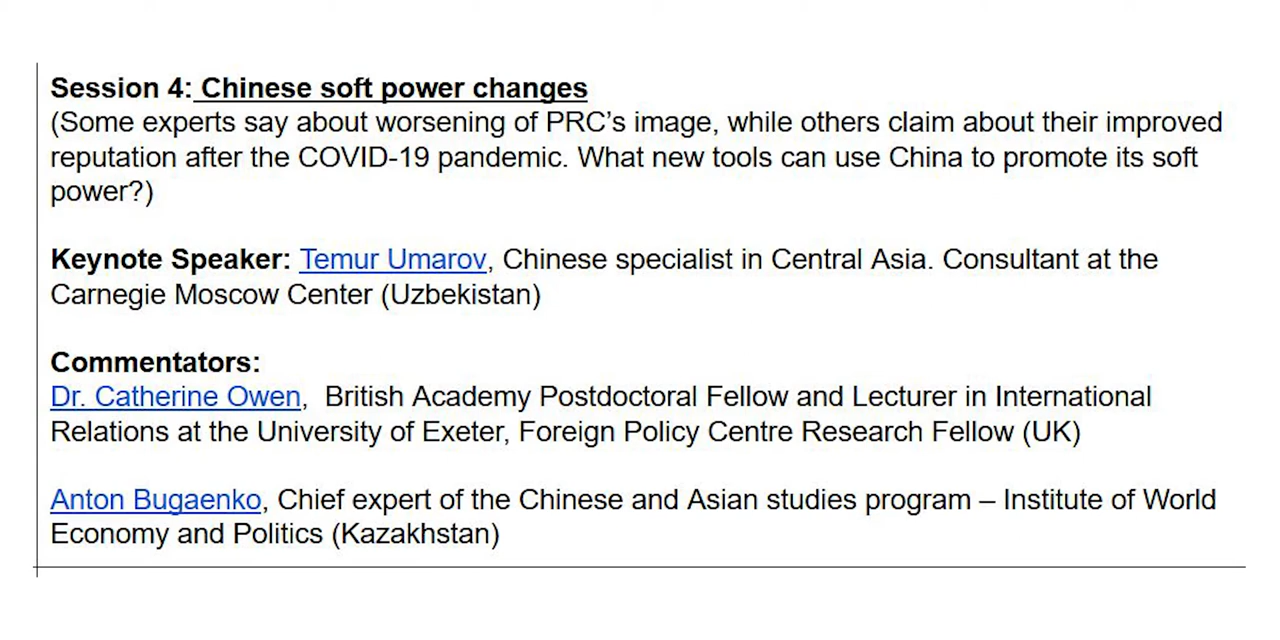 Session 4: Chinese soft power changes
(Some experts say about worsening of PRC’s image, while others claim about their improved
reputation after the COVID-19 pandemic. What new tools can use China to promote its soft
power?)
Keynote Speaker: Temur Umarov, Chinese specialist in Central Asia. Consultant at the
Carnegie Moscow Center (Uzbekistan)
Commentators:
Dr. Catherine Owen,  British Academy Postdoctoral Fellow and Lecturer in International
Relations at the University of Exeter, Foreign Policy Centre Research Fellow (UK)
Anton Bugaenko, Chief expert of the Chinese and Asian studies program – Institute of World
Economy and Politics (Kazakhstan)